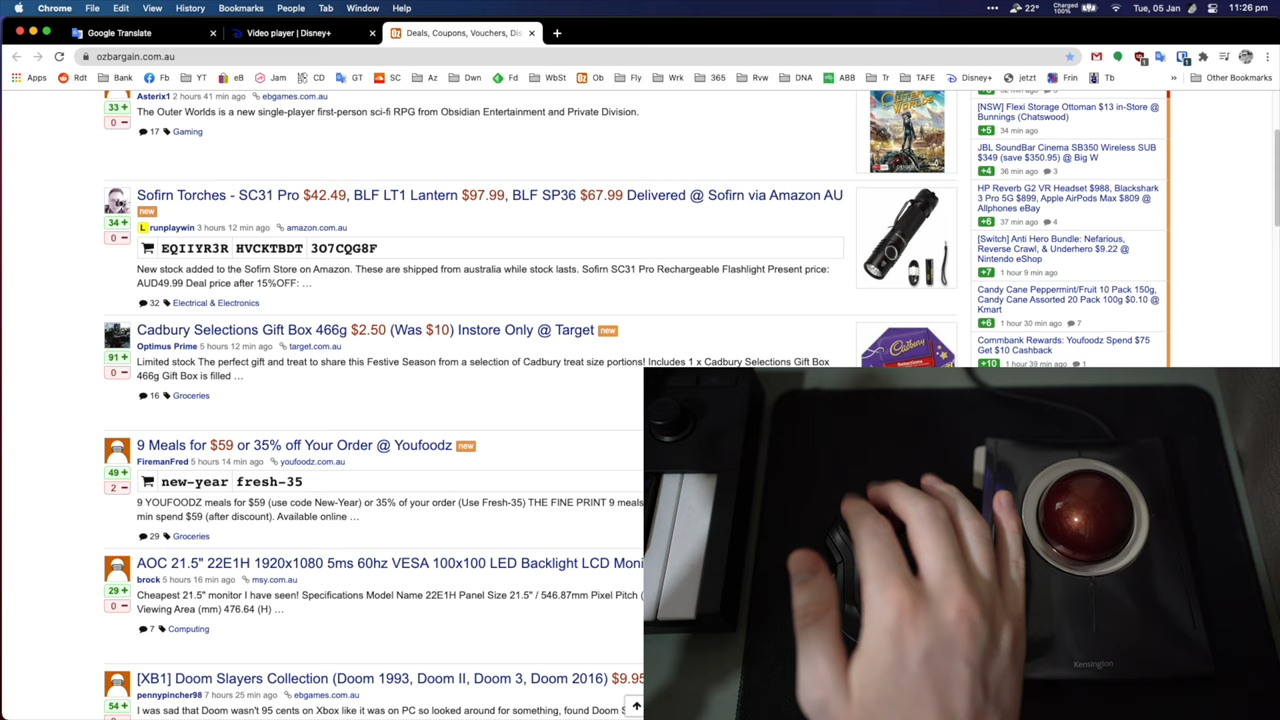 Chrome File Edit View History Bookmarks People Tab Window Help
22° Charged 100% Tue, 05 Jan 11:26 pm
Google Translate
Video player | Disney+
Deals, Coupons, Vouchers, Dis
ozbargain.com.au
Apps Rdt Bank Fb YT eB Jam CD GT SC Az Dwn Fd WbSt Ob Fly Wrk 365 Rvw DNA ABB Tr TAFE Disney+ jetzt Frin Tb » Other Bookmarks
Asterix1 2 hours 41 min ago ebgames.com.au
33 +
0 −
The Outer Worlds is a new single-player first-person sci-fi RPG from Obsidian Entertainment and Private Division.
17 Gaming
Sofirn Torches - SC31 Pro $42.49, BLF LT1 Lantern $97.99, BLF SP36 $67.99 Delivered @ Sofirn via Amazon AU
new
34 +
0 −
L runplaywin 3 hours 12 min ago amazon.com.au
EQIIYR3R HVCKTBDT 3O7CQG8F
New stock added to the Sofirn Store on Amazon. These are shipped from australia while stock lasts. Sofirn SC31 Pro Rechargeable Flashlight Present price:
AUD49.99 Deal price after 15%OFF: …
32 Electrical & Electronics
Cadbury Selections Gift Box 466g $2.50 (Was $10) Instore Only @ Target new
Optimus Prime 5 hours 12 min ago target.com.au
91 +
0 −
Limited stock The perfect gift and treat to share this Festive Season from a selection of Cadbury treat size portions! Includes 1 x Cadbury Selections Gift Box
466g Gift Box is filled …
16 Groceries
Cadbury
9 Meals for $59 or 35% off Your Order @ Youfoodz new
FiremanFred 5 hours 14 min ago youfoodz.com.au
49 +
2 −
new-year fresh-35
9 YOUFOODZ meals for $59 (use code New-Year) or 35% of your order (Use Fresh-35) THE FINE PRINT 9 meals
min spend $59 (after discount). Available online …
29 Groceries
AOC 21.5" 22E1H 1920x1080 5ms 60hz VESA 100x100 LED Backlight LCD Moni
brock 5 hours 16 min ago msy.com.au
29 +
0 −
Cheapest 21.5" monitor I have seen! Specifications Model Name 22E1H Panel Size 21.5" / 546.87mm Pixel Pitch (
Viewing Area (mm) 476.64 (H) …
7 Computing
[XB1] Doom Slayers Collection (Doom 1993, Doom II, Doom 3, Doom 2016) $9.95
pennypincher98 7 hours 25 min ago ebgames.com.au
54 +
I was sad that Doom wasn't 95 cents on Xbox like it was on PC so looked around for something, found Doom S
[NSW] Flexi Storage Ottoman $13 in-Store @
Bunnings (Chatswood)
+5 34 min ago
JBL SoundBar Cinema SB350 Wireless SUB
$349 (save $350.95) @ Big W
+4 36 min ago 3
HP Reverb G2 VR Headset $988, Blackshark
3 Pro 5G $899, Apple AirPods Max $809 @
Allphones eBay
+6 37 min ago 4
[Switch] Anti Hero Bundle: Nefarious,
Reverse Crawl, & Underhero $9.22 @
Nintendo eShop
+7 1 hour 9 min ago
Candy Cane Peppermint/Fruit 10 Pack 150g,
Candy Cane Assorted 20 Pack 100g $0.10 @
Kmart
+6 1 hour 30 min ago 7
Commbank Rewards: Youfoodz Spend $75
Get $10 Cashback
+10 1 hour 39 min ago 1
Kensington